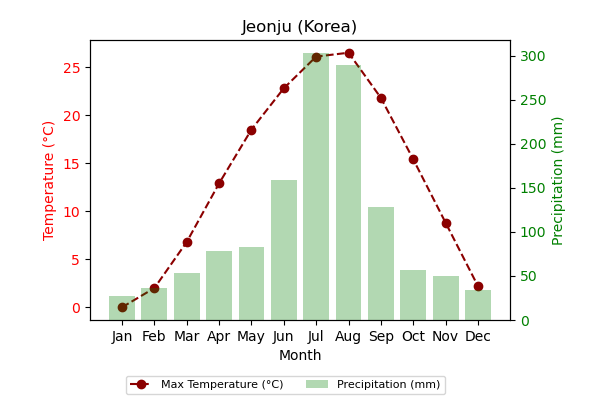 Jeonju (Korea)
Temperature (°C)
25
20
15
10
5
0
300
250
200
150
100
50
0
Precipitation (mm)
Jan Feb Mar Apr May Jun Jul Aug Sep Oct Nov Dec
Month
Max Temperature (°C) Precipitation (mm)